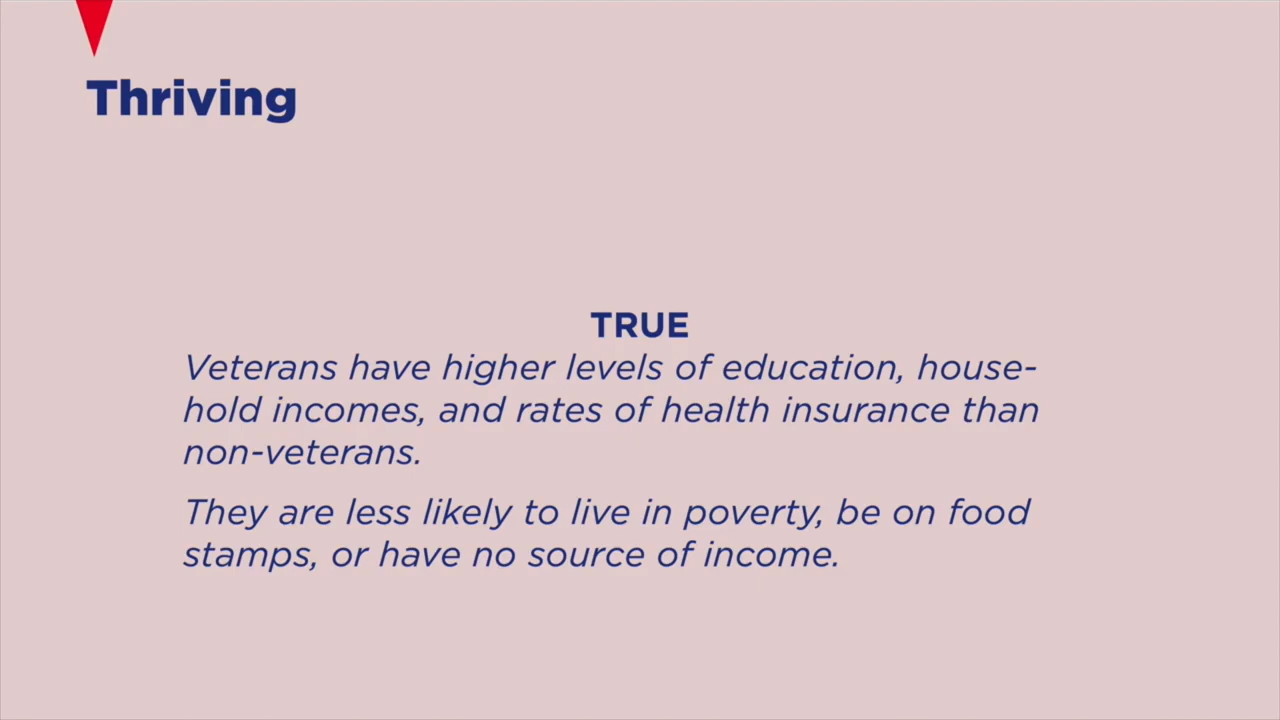 Thriving
TRUE
Veterans have higher levels of education, house-
hold incomes, and rates of health insurance than
non-veterans.
They are less likely to live in poverty, be on food
stamps, or have no source of income.